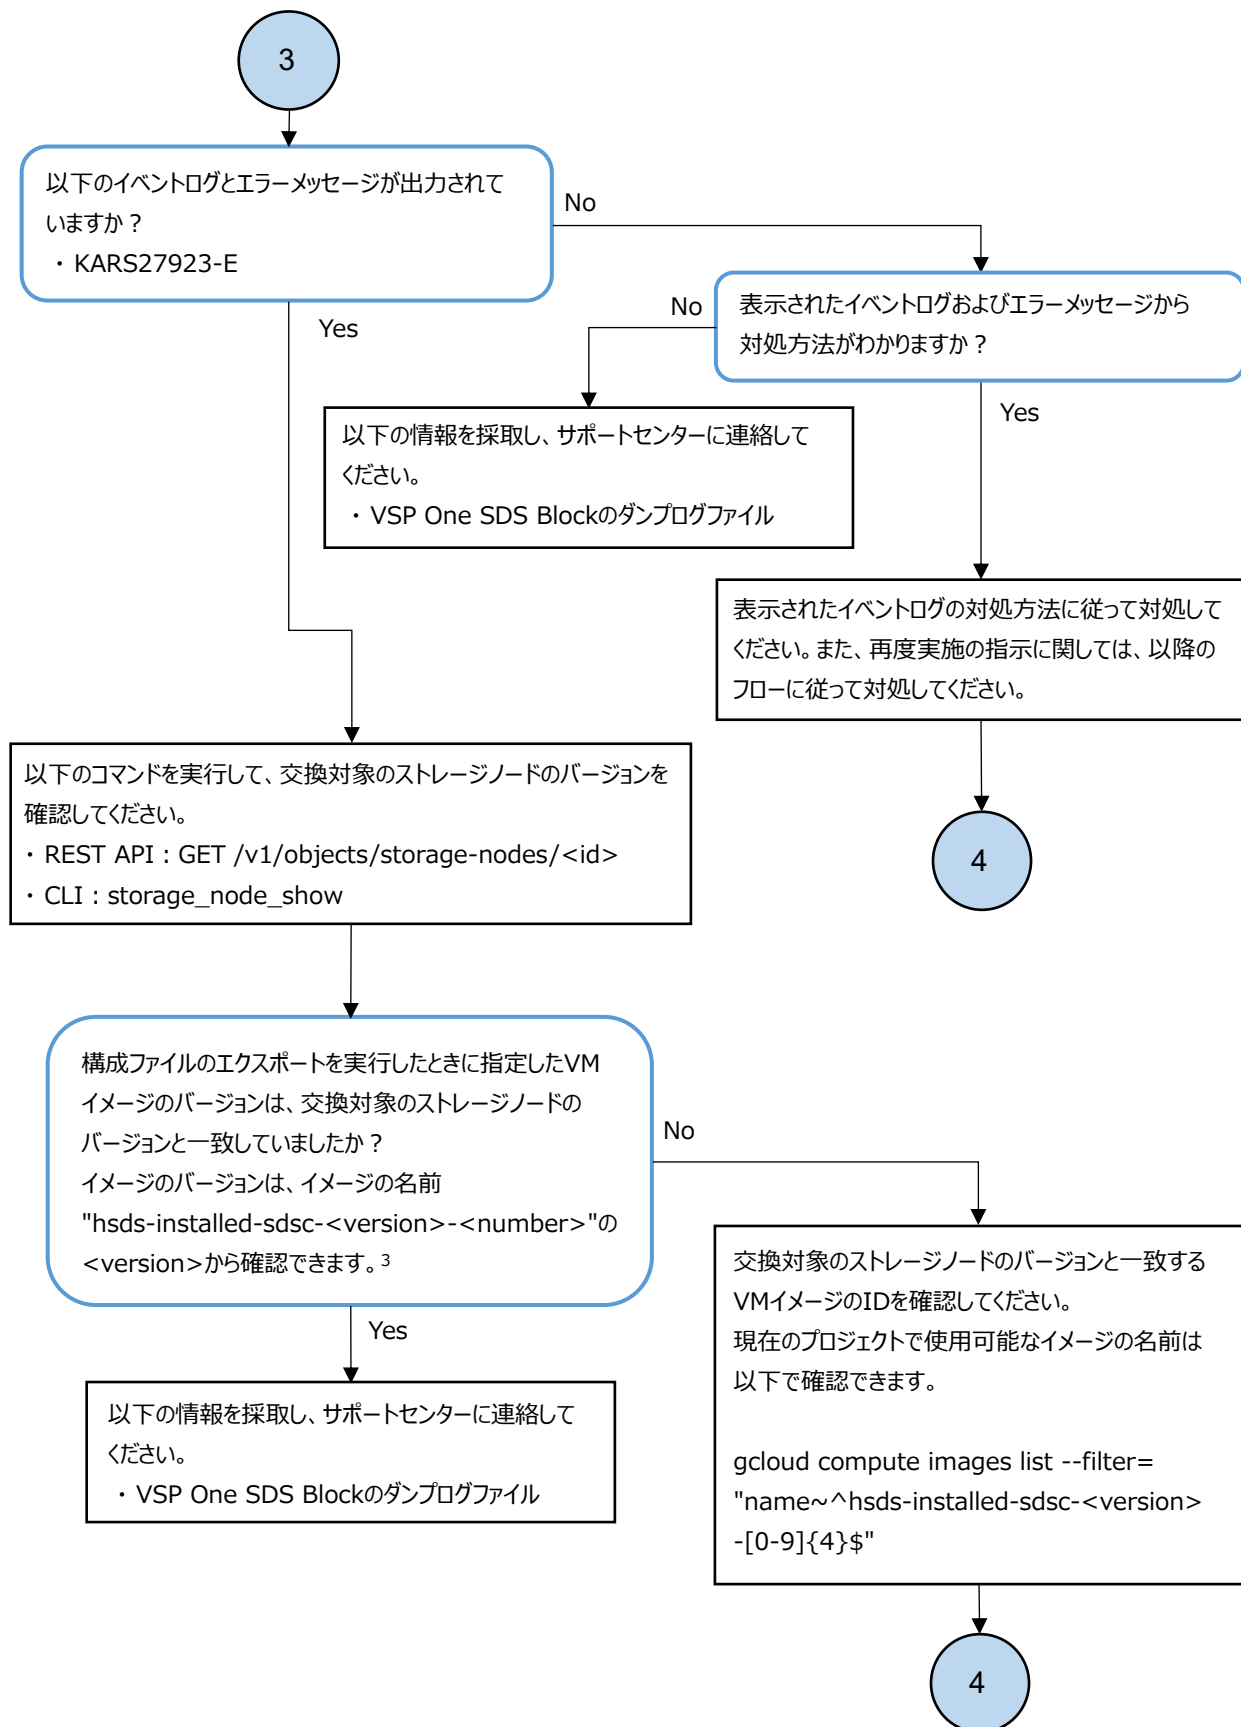 3
以下のイベントログとエラーメッセージが出力されて
いますか？
・ KARS27923-E
No
Yes
表示されたイベントログおよびエラーメッセージから
対処方法がわかりますか？
No
Yes
以下の情報を採取し、サポートセンターに連絡して
ください。
・ VSP One SDS Blockのダンプログファイル
表示されたイベントログの対処方法に従って対処して
ください。また、再度実施の指示に関しては、以降の
フローに従って対処してください。
4
以下のコマンドを実行して、交換対象のストレージノードのバージョンを
確認してください。
・ REST API：GET /v1/objects/storage-nodes/<id>
・ CLI：storage_node_show
構成ファイルのエクスポートを実行したときに指定したVM
イメージのバージョンは、交換対象のストレージノードの
バージョンと一致していましたか？
イメージのバージョンは、イメージの名前
"hsds-installed-sdsc-<version>-<number>"の
<version>から確認できます。3
No
Yes
以下の情報を採取し、サポートセンターに連絡して
ください。
・ VSP One SDS Blockのダンプログファイル
交換対象のストレージノードのバージョンと一致する
VMイメージのIDを確認してください。
現在のプロジェクトで使用可能なイメージの名前は
以下で確認できます。
gcloud compute images list --filter=
"name~^hsds-installed-sdsc-<version>
-[0-9]{4}$"
4